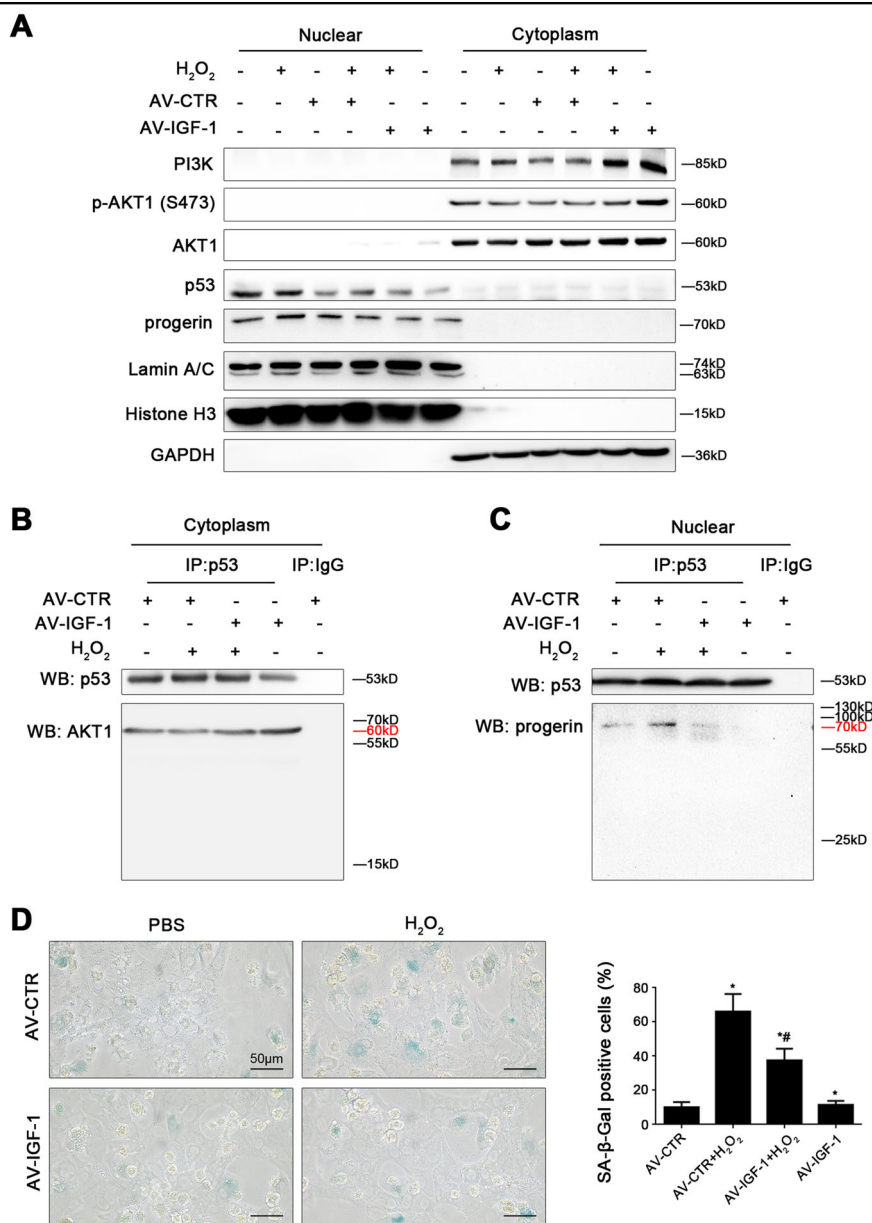 A
Nuclear Cytoplasm
H₂O₂ - + - + + - - + - + + -
AV-CTR - - + + - - - - + + - -
AV-IGF-1 - - - - + + - - - - + +
PI3K —85kD
p-AKT1 (S473) —60kD
AKT1 —60kD
p53 —53kD
progerin —70kD
Lamin A/C —74kD
—63kD
Histone H3 —15kD
GAPDH —36kD
B
Cytoplasm
IP:p53 IP:IgG
AV-CTR + + - - +
AV-IGF-1 - - + + -
H₂O₂ - + + - -
WB: p53 —53kD
—70kD
WB: AKT1 —60kD
—55kD
—15kD
C
Nuclear
IP:p53 IP:IgG
AV-CTR + + - - +
AV-IGF-1 - - + + -
H₂O₂ - + + - -
WB: p53 —53kD
—130kD
—100kD
WB: progerin —70kD
—55kD
—25kD
D
PBS H₂O₂
AV-CTR
50μm
AV-IGF-1
SA-β-Gal positive cells (%)
80
60
40
20
0
*
*#
*
AV-CTR
AV-CTR+H₂O₂
AV-IGF-1+H₂O₂
AV-IGF-1